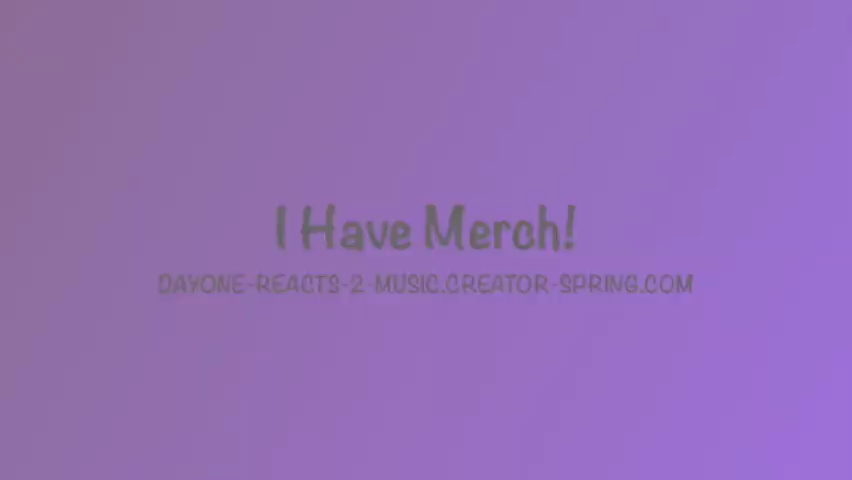 I Have Merch!
DAYONE-REACTS-2-MUSIC.CREATOR-SPRING.COM